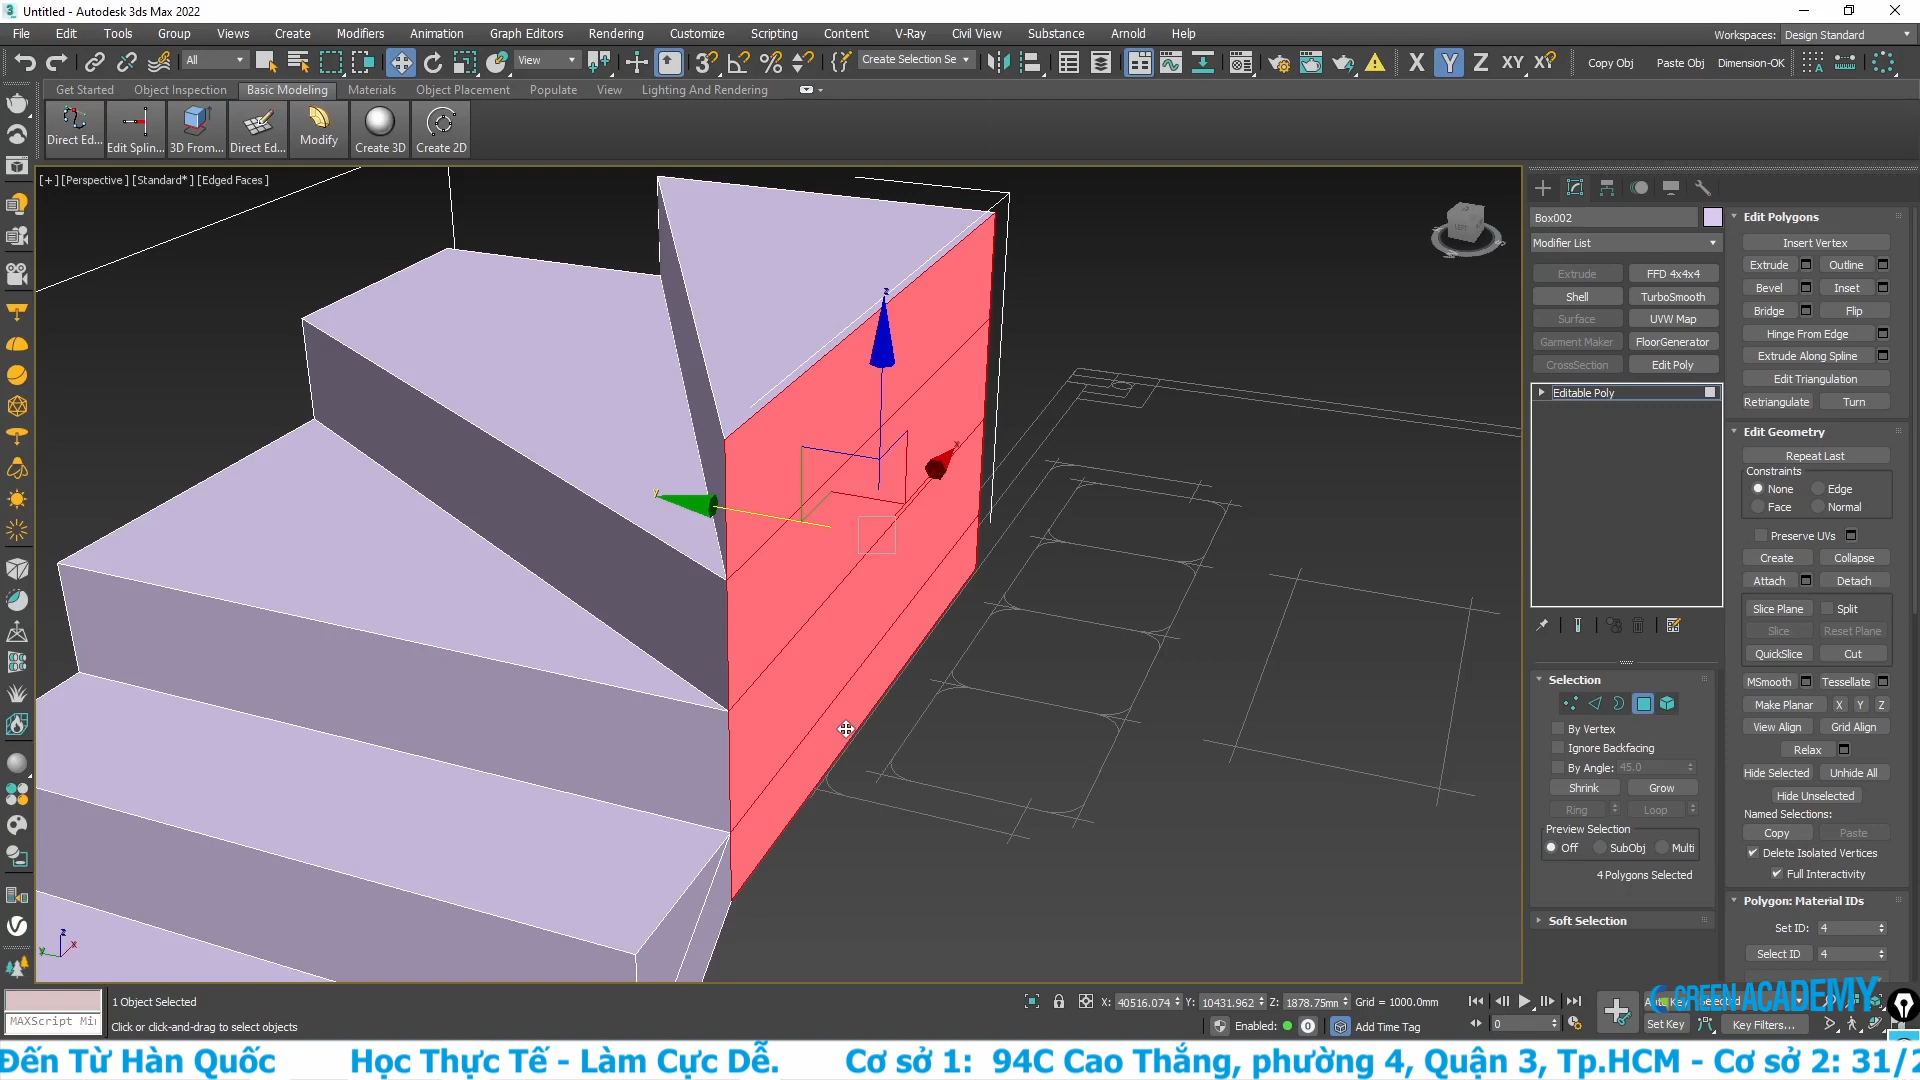 Untitled - Autodesk 3ds Max 2022
File Edit Tools Group Views Create Modifiers Animation Graph Editors Rendering Customize Scripting Content V-Ray Civil View Substance Arnold Help
Workspaces: Design Standard
All View Create Selection Se X Y Z XY Copy Obj Paste Obj Dimension-OK
Get Started Object Inspection Basic Modeling Materials Object Placement Populate View Lighting And Rendering
Direct Ed... Edit Splin... 3D From... Direct Ed... Modify Create 3D Create 2D
[+] [Perspective ] [Standard* ] [Edged Faces ]
Box002
Modifier List
Extrude FFD 4x4x4
Shell TurboSmooth
Surface UVW Map
Garment Maker FloorGenerator
CrossSection Edit Poly
Editable Poly
Selection
By Vertex
Ignore Backfacing
By Angle: 45.0
Shrink Grow
Ring Loop
Preview Selection
Off SubObj Multi
4 Polygons Selected
Soft Selection
Edit Polygons
Insert Vertex
Extrude Outline
Bevel Inset
Bridge Flip
Hinge From Edge
Extrude Along Spline
Edit Triangulation
Retriangulate Turn
Edit Geometry
Repeat Last
Constraints
None Edge
Face Normal
Preserve UVs
Create Collapse
Attach Detach
Slice Plane Split
Slice Reset Plane
QuickSlice Cut
MSmooth Tessellate
Make Planar X Y Z
View Align Grid Align
Relax
Hide Selected Unhide All
Hide Unselected
Named Selections:
Copy Paste
Delete Isolated Vertices
Full Interactivity
Polygon: Material IDs
Set ID: 4
Select ID 4
1 Object Selected
X: 40516.074 Y: 10431.962 Z: 1878.75mm Grid = 1000.0mm
GREEN ACADEMY
MAXScript Mi
Click or click-and-drag to select objects
Enabled: 0 Add Time Tag
0
Set Key Key Filters...
Đến Từ Hàn Quốc Học Thực Tế - Làm Cực Dễ. Cơ sở 1: 94C Cao Thắng, phường 4, Quận 3, Tp.HCM - Cơ sở 2: 31/2